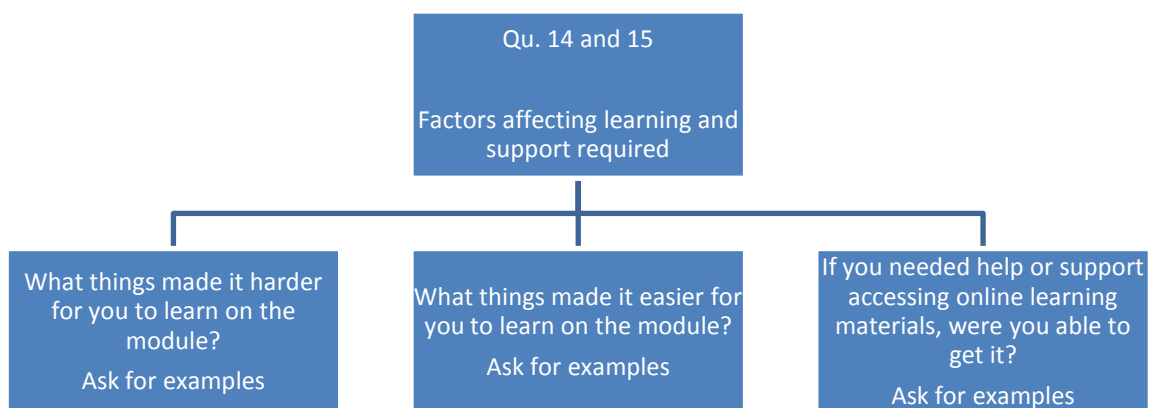 Qu. 14 and 15
Factors affecting learning and
support required
What things made it harder
for you to learn on the
module?
Ask for examples
What things made it easier for
you to learn on the module?
Ask for examples
If you needed help or support
accessing online learning
materials, were you able to
get it?
Ask for examples